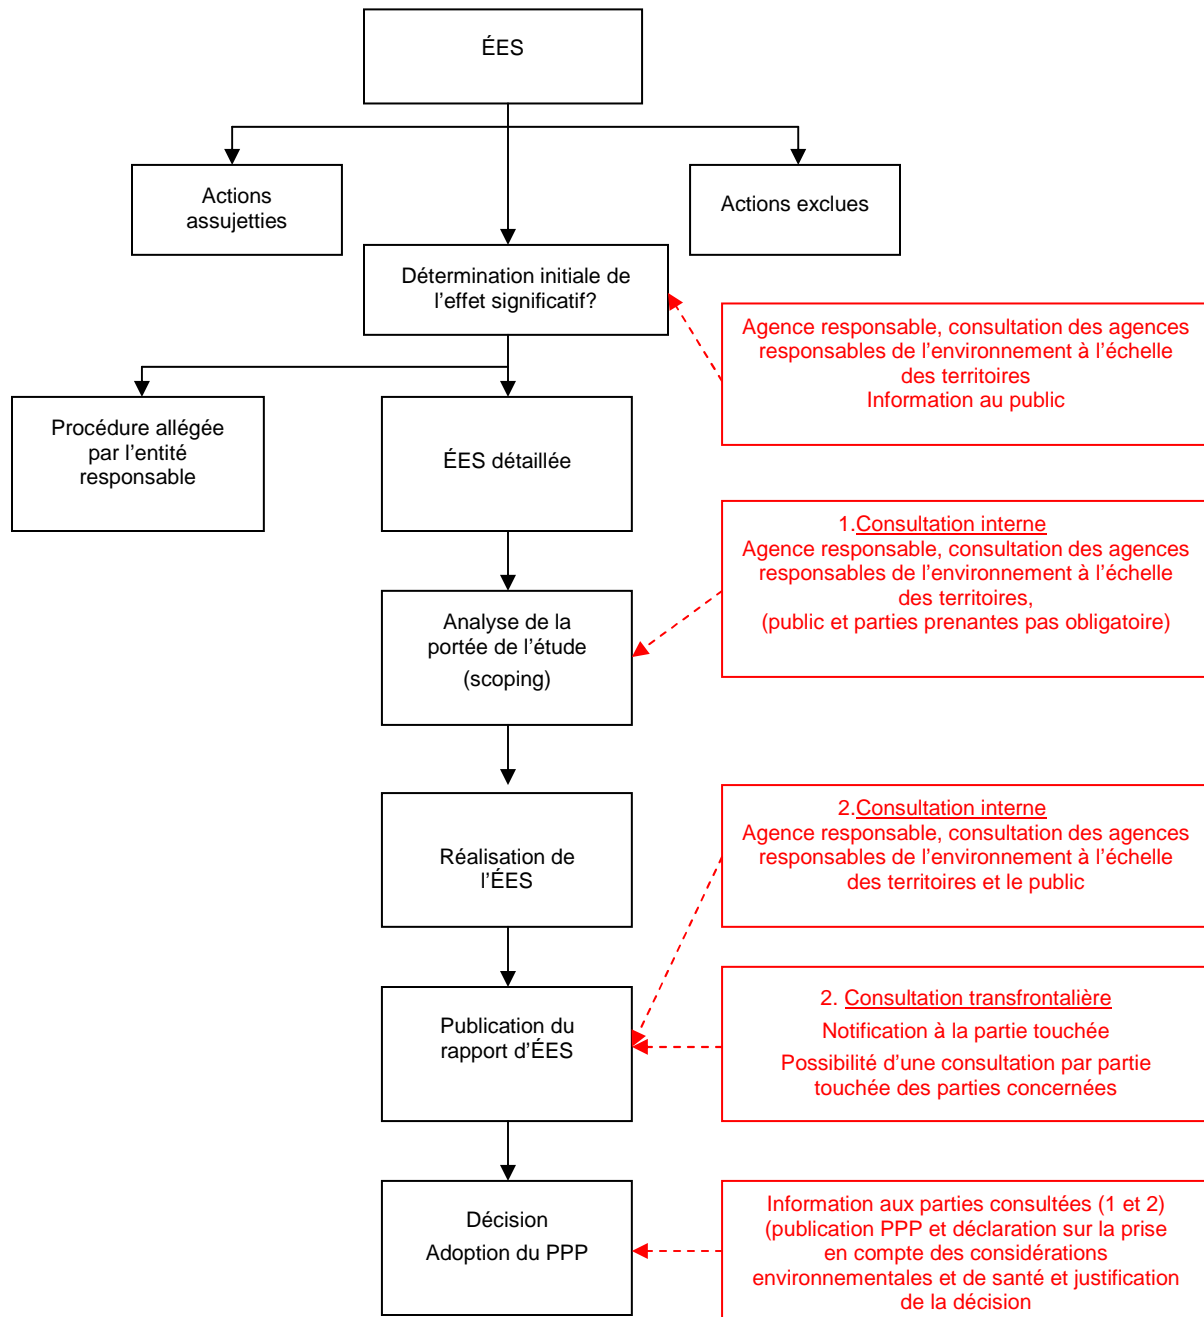 ÉES
Actions
assujetties
Actions exclues
Détermination initiale de
l'effet significatif?
Agence responsable, consultation des agences
responsables de l'environnement à l'échelle
des territoires
Information au public
Procédure allégée
par l'entité
responsable
ÉES détaillée
1.Consultation interne
Agence responsable, consultation des agences
responsables de l'environnement à l'échelle
des territoires,
(public et parties prenantes pas obligatoire)
Analyse de la
portée de l'étude
(scoping)
2.Consultation interne
Agence responsable, consultation des agences
responsables de l'environnement à l'échelle
des territoires et le public
Réalisation de
l'ÉES
2. Consultation transfrontalière
Notification à la partie touchée
Possibilité d'une consultation par partie
touchée des parties concernées
Publication du
rapport d'ÉES
Décision
Adoption du PPP
Information aux parties consultées (1 et 2)
(publication PPP et déclaration sur la prise
en compte des considérations
environnementales et de santé et justification
de la décision